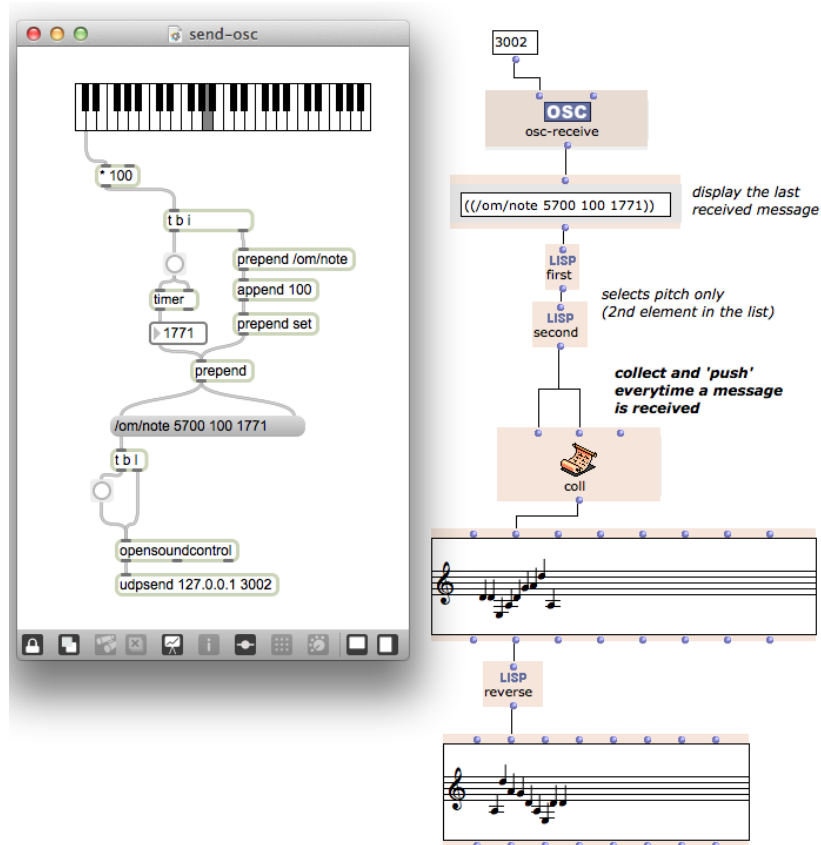 send-osc
* 100
t b i
prepend /om/note
timer
append 100
1771
prepend set
prepend
/om/note 5700 100 1771
t b l
opensoundcontrol
udpsend 127.0.0.1 3002
3002
OSC
osc-receive
((/om/note 5700 100 1771))
display the last
received message
LISP
first
selects pitch only
(2nd element in the list)
LISP
second
collect and 'push'
everytime a message
is received
coll
LISP
reverse